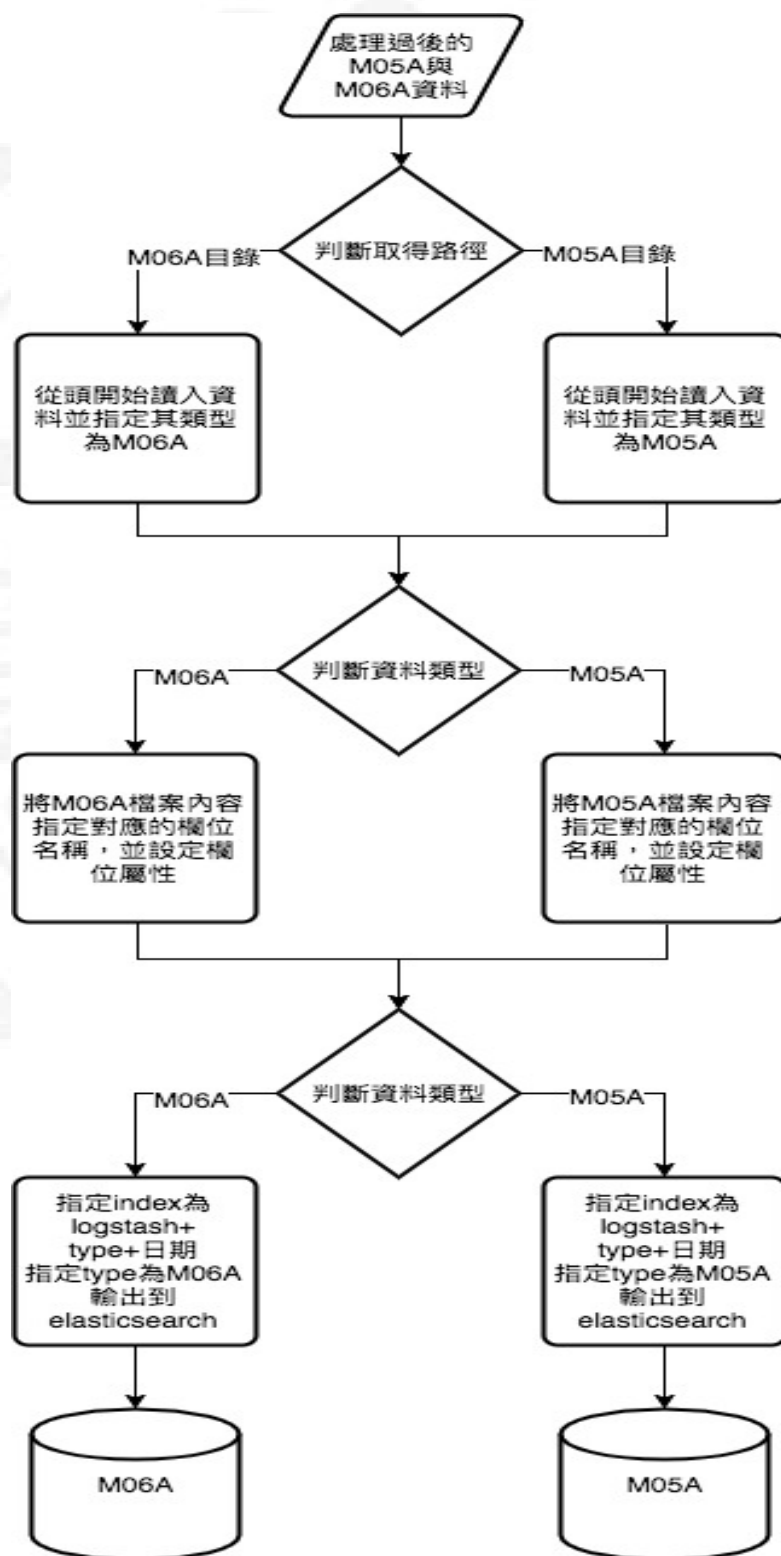 處理過後的
M05A與
M06A資料
判斷取得路徑
M06A目錄
M05A目錄
從頭開始讀入資
料並指定其類型
為M06A
從頭開始讀入資
料並指定其類型
為M05A
判斷資料類型
M06A
M05A
將M06A檔案內容
指定對應的欄位
名稱，並設定欄
位屬性
將M05A檔案內容
指定對應的欄位
名稱，並設定欄
位屬性
判斷資料類型
M06A
M05A
指定index為
logstash+
type+日期
指定type為M06A
輸出到
elasticsearch
指定index為
logstash+
type+日期
指定type為M05A
輸出到
elasticsearch
M06A
M05A